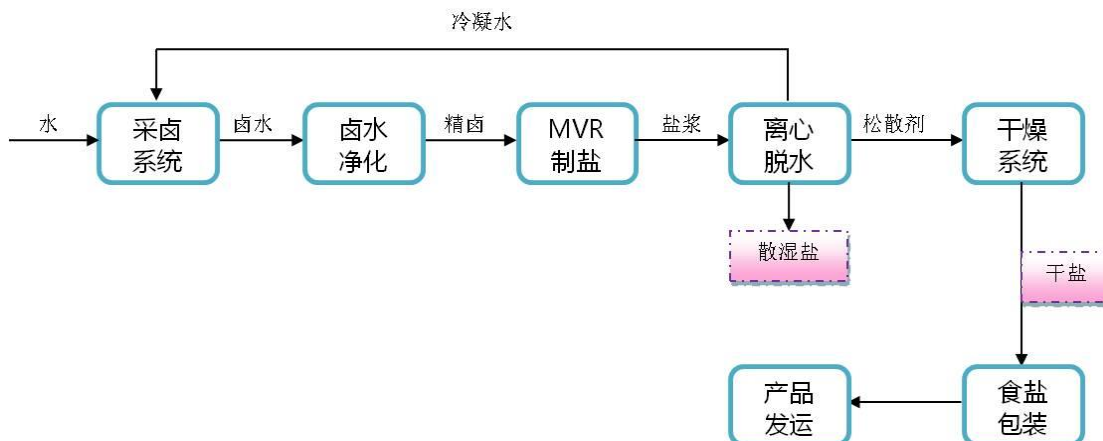 冷凝水
水
采卤
系统
卤水
卤水
净化
精卤
MVR
制盐
盐浆
离心
脱水
松散剂
干燥
系统
散湿盐
干盐
产品
发运
食盐
包装